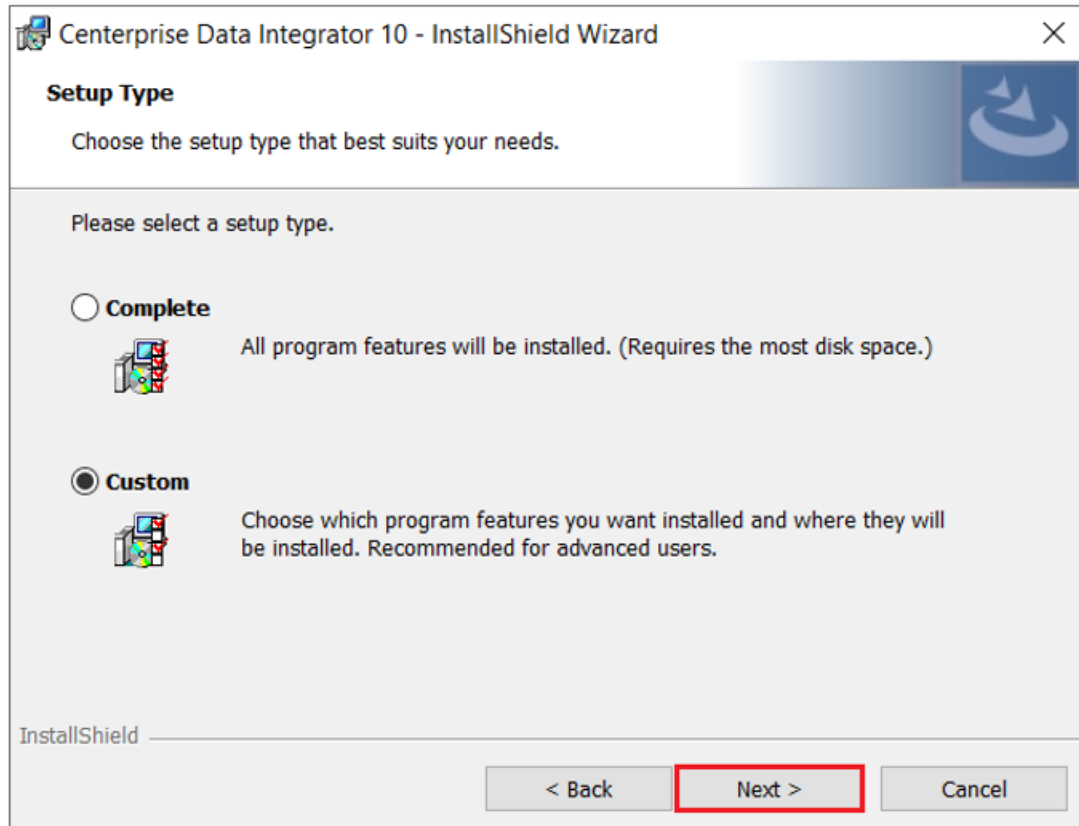 Centerprise Data Integrator 10 - InstallShield Wizard
Setup Type
Choose the setup type that best suits your needs.
Please select a setup type.
Complete
All program features will be installed. (Requires the most disk space.)
Custom
Choose which program features you want installed and where they will
be installed. Recommended for advanced users.
InstallShield
< Back
Next >
Cancel